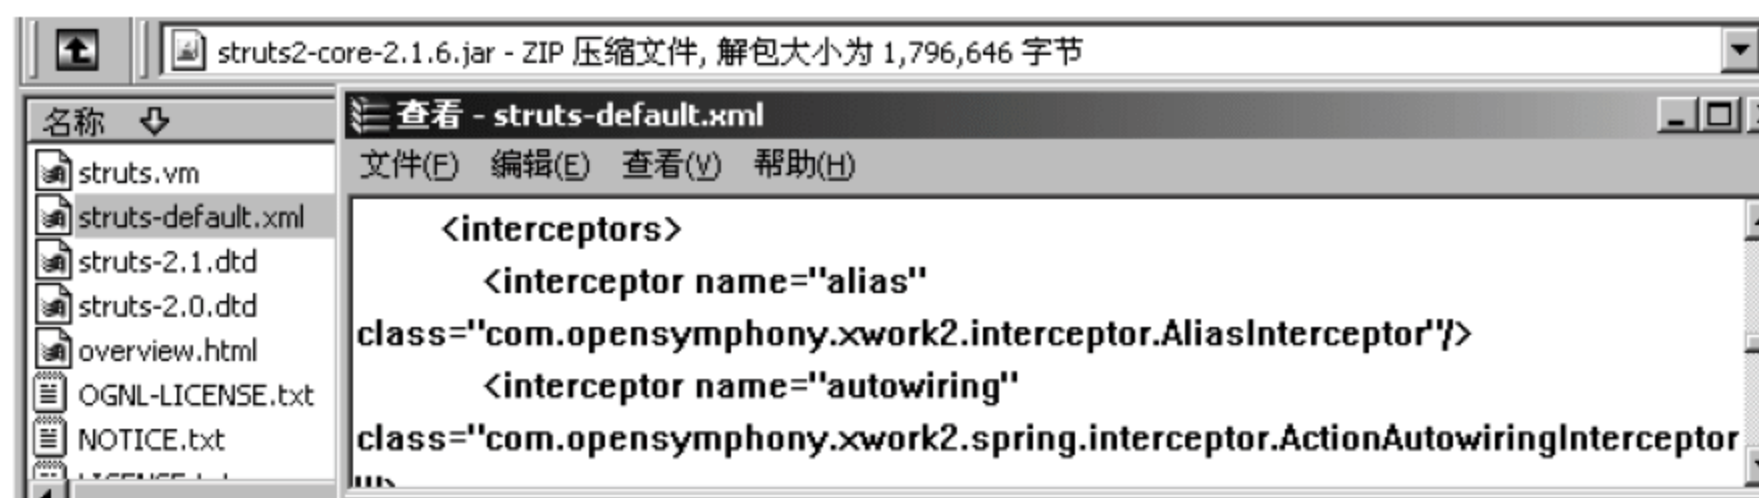 struts2-core-2.1.6.jar - ZIP 压缩文件, 解包大小为 1,796,646 字节
名称
struts.vm
struts-default.xml
struts-2.1.dtd
struts-2.0.dtd
overview.html
OGNL-LICENSE.txt
NOTICE.txt
查看 - struts-default.xml
文件(F) 编辑(E) 查看(V) 帮助(H)
<interceptors>
<interceptor name="alias"
class="com.opensymphony.xwork2.interceptor.AliasInterceptor"/>
<interceptor name="autowiring"
class="com.opensymphony.xwork2.spring.interceptor.ActionAutowiringInterceptor